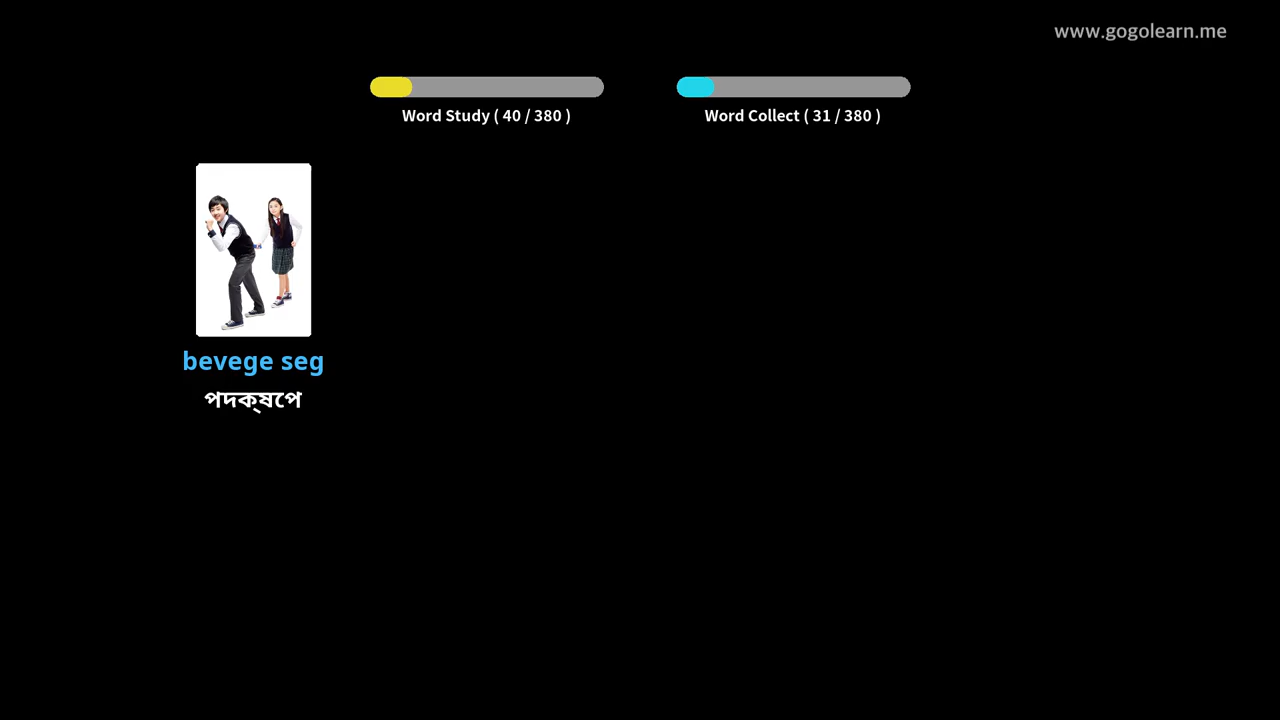 www.gogolearn.me
Word Study ( 40 / 380 )
Word Collect ( 31 / 380 )
bevege seg
পদক্ষেপ